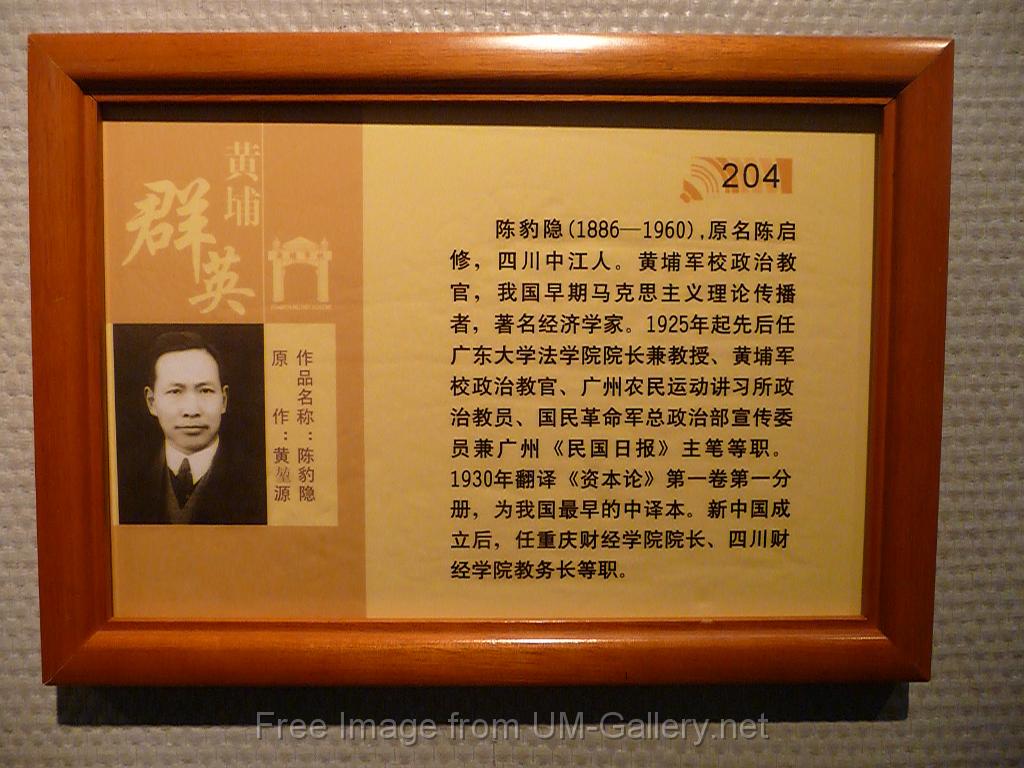 黄埔
群英
204
陈豹隐(1886—1960),原名陈启
修，四川中江人。黄埔军校政治教
官，我国早期马克思主义理论传播
者，著名经济学家。1925年起先后任
广东大学法学院院长兼教授、黄埔军
校政治教官、广州农民运动讲习所政
治教员、国民革命军总政治部宣传委
员兼广州《民国日报》主笔等职。
1930年翻译《资本论》第一卷第一分
册，为我国最早的中译本。新中国成
立后，任重庆财经学院院长、四川财
经学院教务长等职。
作品名称：陈豹隐
原作：黄堃源
Free Image from UM-Gallery.net